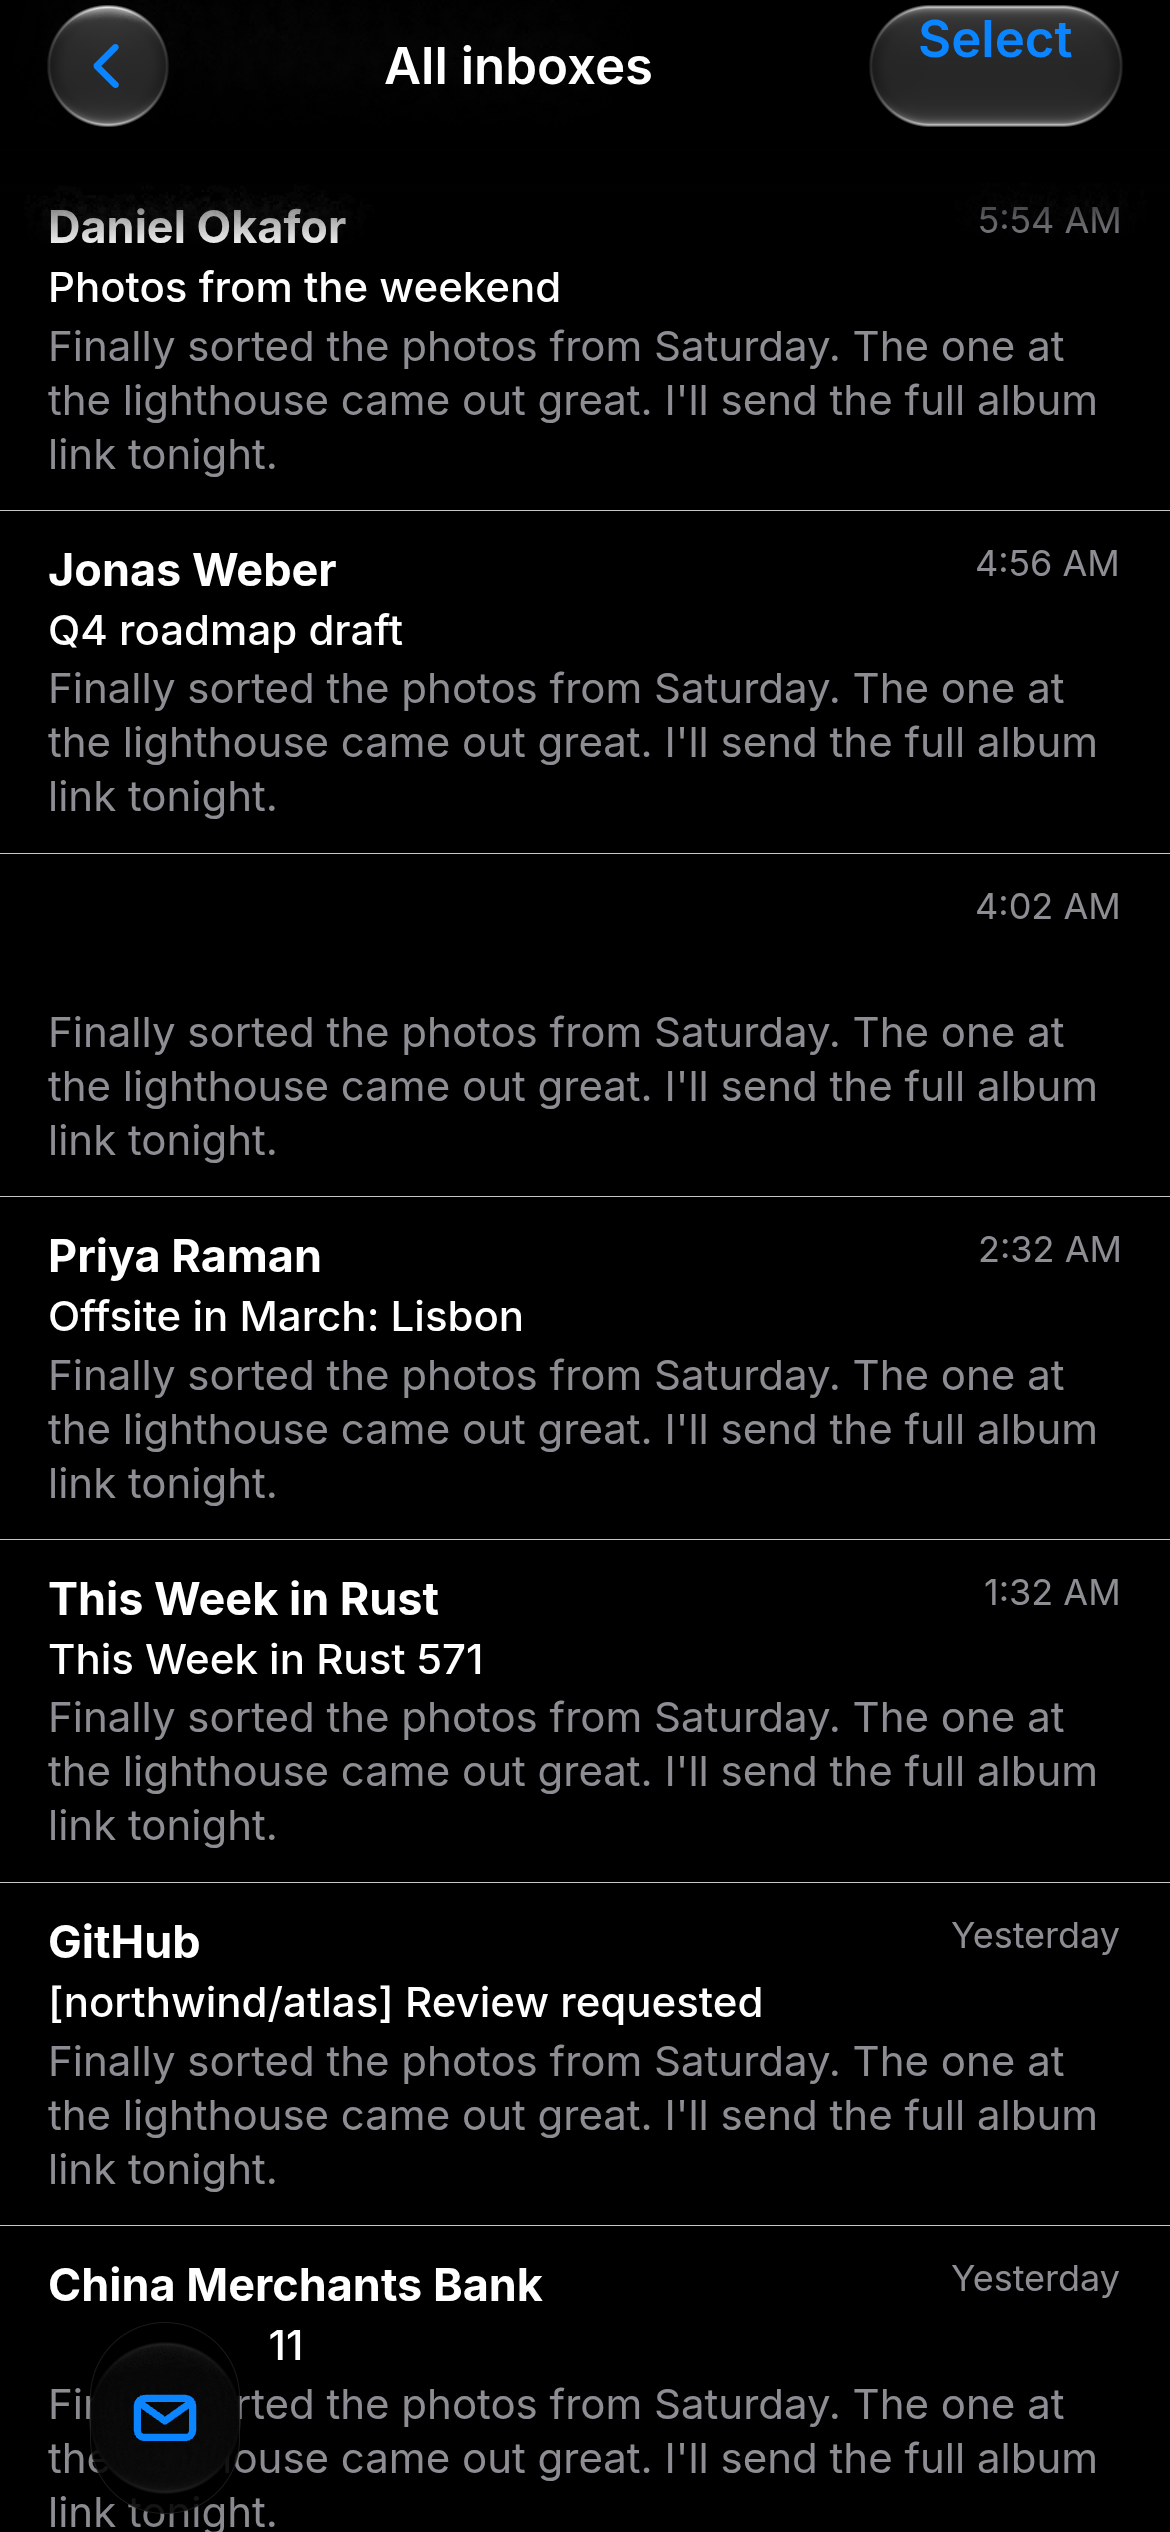 All inboxes
Select
Daniel Okafor
5:54 AM
Photos from the weekend
Finally sorted the photos from Saturday. The one at
the lighthouse came out great. I'll send the full album
link tonight.
Jonas Weber
4:56 AM
Q4 roadmap draft
Finally sorted the photos from Saturday. The one at
the lighthouse came out great. I'll send the full album
link tonight.
4:02 AM
Finally sorted the photos from Saturday. The one at
the lighthouse came out great. I'll send the full album
link tonight.
Priya Raman
2:32 AM
Offsite in March: Lisbon
Finally sorted the photos from Saturday. The one at
the lighthouse came out great. I'll send the full album
link tonight.
This Week in Rust
1:32 AM
This Week in Rust 571
Finally sorted the photos from Saturday. The one at
the lighthouse came out great. I'll send the full album
link tonight.
GitHub
Yesterday
[northwind/atlas] Review requested
Finally sorted the photos from Saturday. The one at
the lighthouse came out great. I'll send the full album
link tonight.
China Merchants Bank
Yesterday
11
the photos from Saturday. The one at
came out great. I'll send the full album
link tonight.